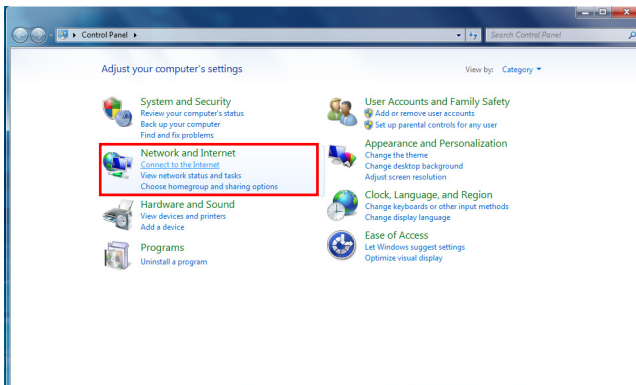 Control Panel
Search Control Panel
Adjust your computer's settings
View by: Category
System and Security
Review your computer's status
Back up your computer
Find and fix problems
Network and Internet
Connect to the Internet
View network status and tasks
Choose homegroup and sharing options
Hardware and Sound
View devices and printers
Add a device
Programs
Uninstall a program
User Accounts and Family Safety
Add or remove user accounts
Set up parental controls for any user
Appearance and Personalization
Change the theme
Change desktop background
Adjust screen resolution
Clock, Language, and Region
Change keyboards or other input methods
Change display language
Ease of Access
Let Windows suggest settings
Optimize visual display